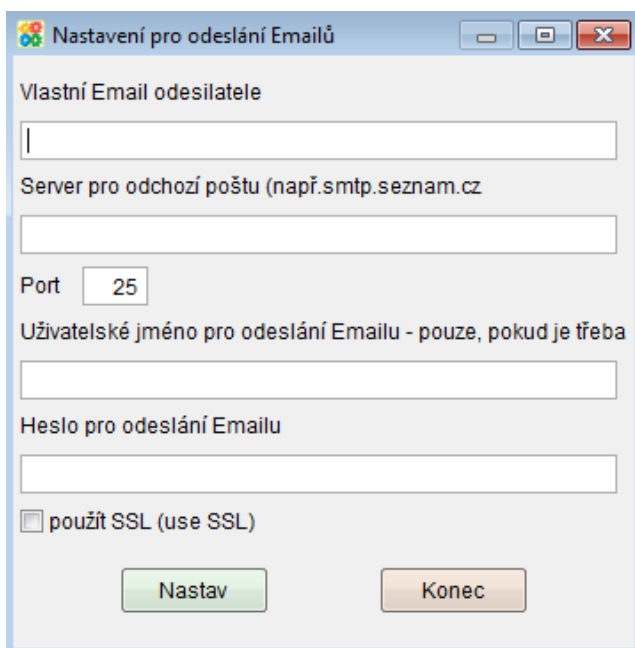 Nastavení pro odeslání Emailů
Vlastní Email odesilatele
Server pro odchozí poštu (např.smtp.seznam.cz
Port 25
Uživatelské jméno pro odeslání Emailu - pouze, pokud je třeba
Heslo pro odeslání Emailu
použít SSL (use SSL)
Nastav Konec